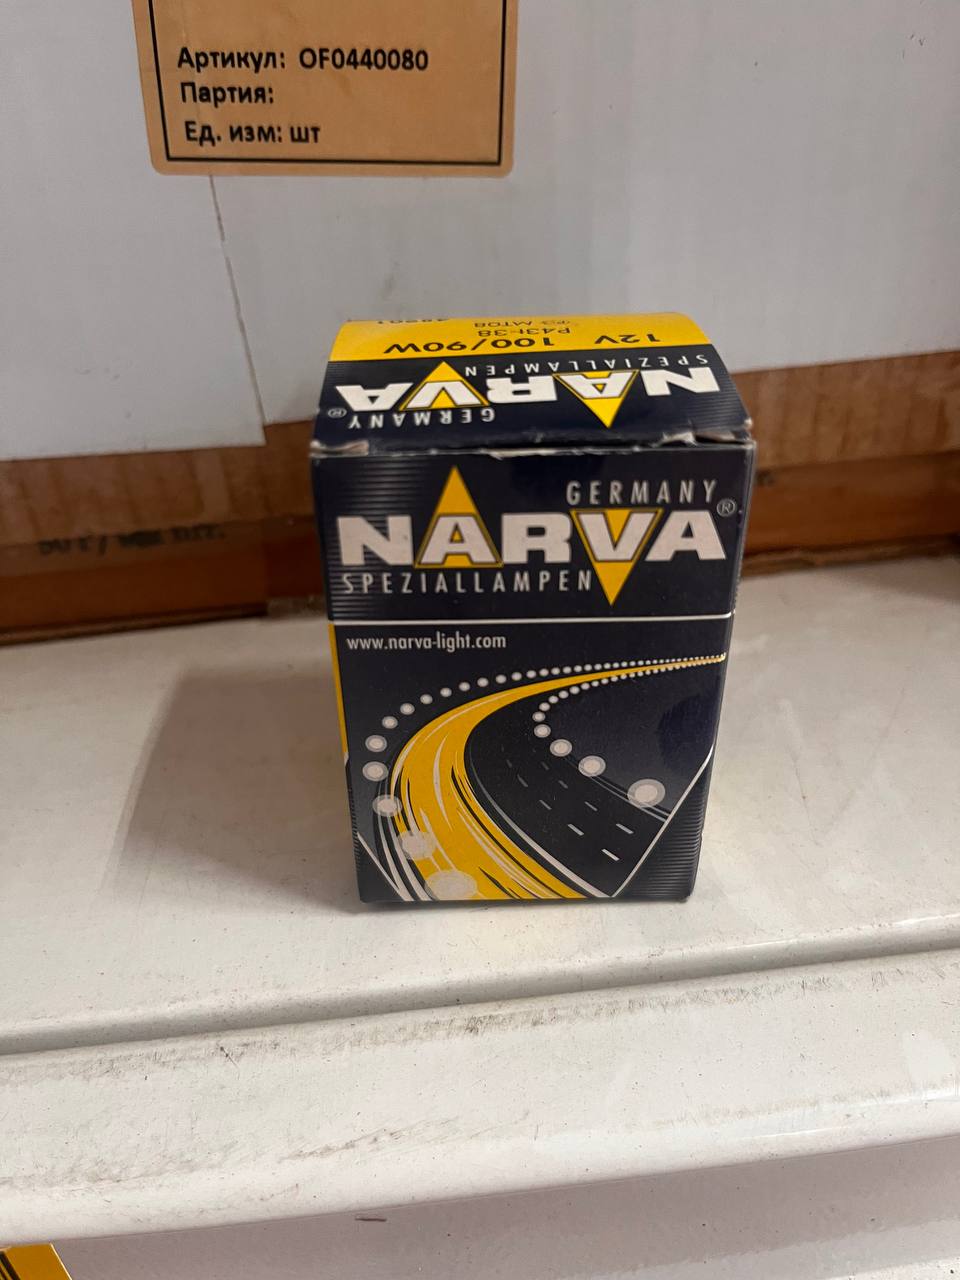 Артикул: OF0440080
Партия:
Ед. изм: шт
12V 100/90W
P43t-38
NARVA
SPEZIALLAMPEN
GERMANY
®
GERMANY
NARVA®
SPEZIALLAMPEN
www.narva-light.com